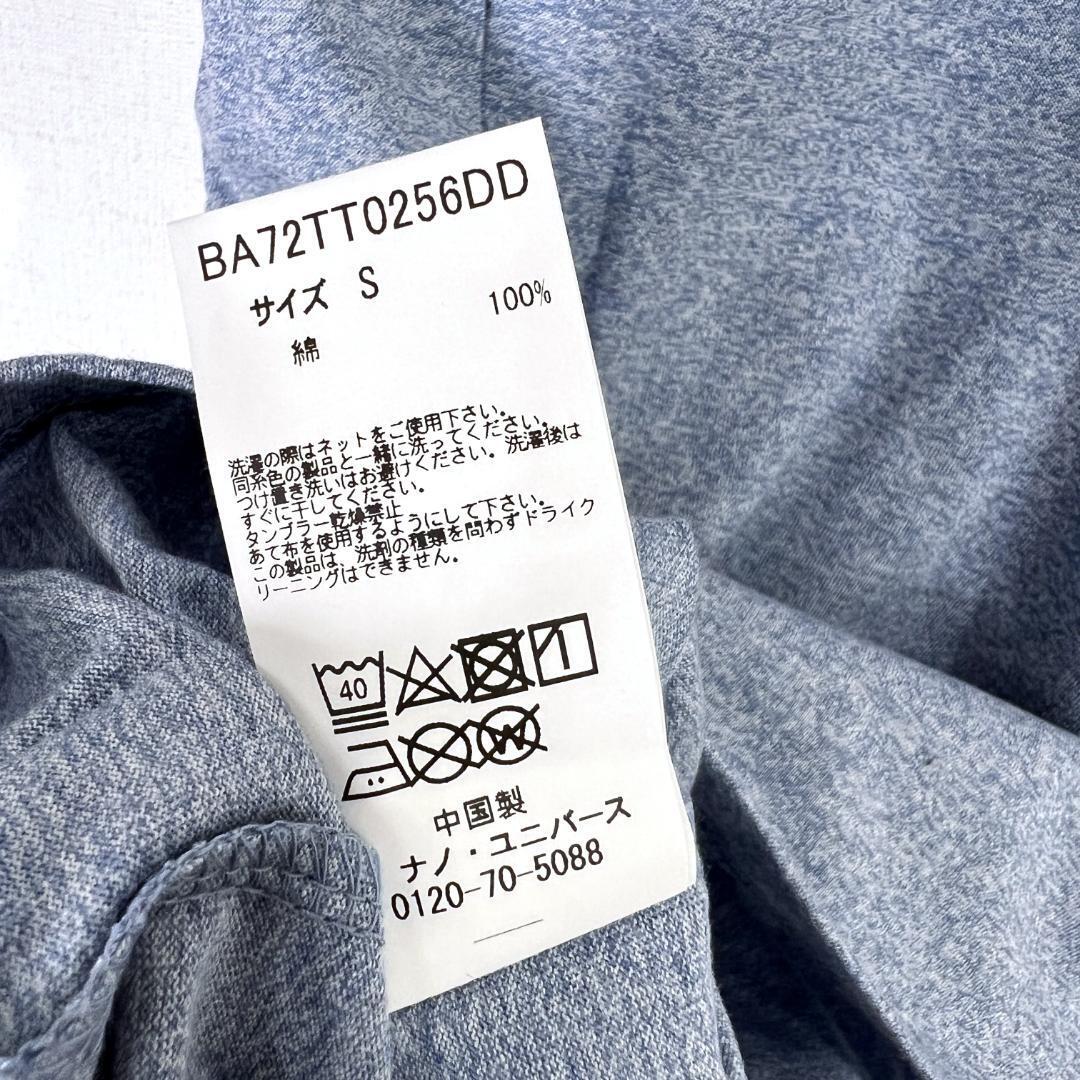 BA72TT0256DD
サイズ S
綿 100%
洗濯の際はネットをご使用下さい。
同系色の製品と一緒に洗ってください。
つけ置き洗いはお避けください。洗濯後は
すぐに干してください。
タンブラー乾燥禁止
あて布を使用するようにして下さい。
この製品は、洗剤の種類を問わずドライク
リーニングはできません。
40
W
中国製
ナノ・ユニバース
0120-70-5088